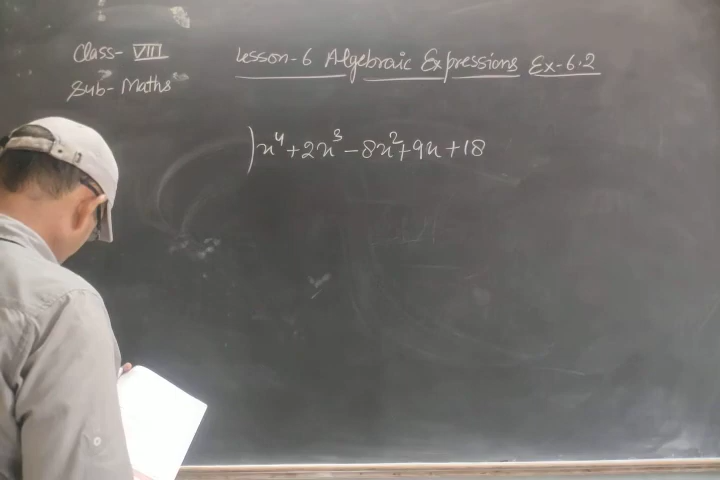 Class- VIII Lesson-6 Algebraic Expressions Ex-6.2
Sub- Maths
)x⁴+2x³-8x²+9x+18